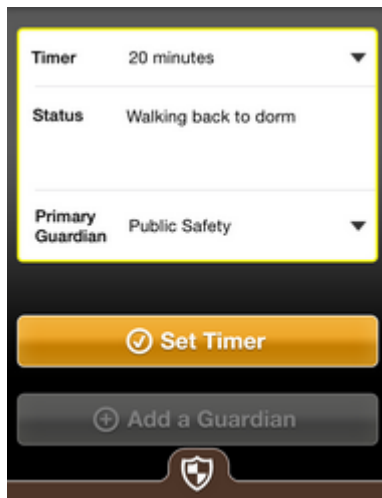 Timer 20 minutes
Status Walking back to dorm
Primary
Guardian Public Safety
Set Timer
Add a Guardian